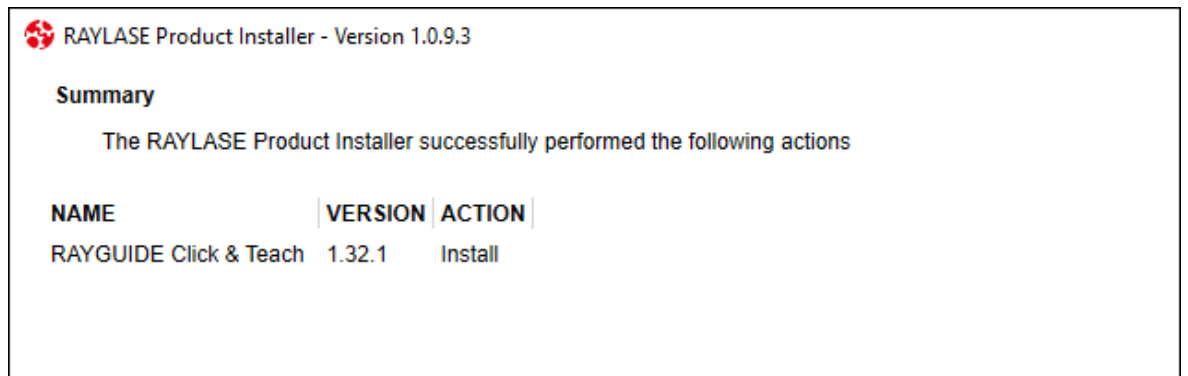 RAYLASE Product Installer - Version 1.0.9.3
Summary
The RAYLASE Product Installer successfully performed the following actions
NAME VERSION ACTION
RAYGUIDE Click & Teach 1.32.1 Install